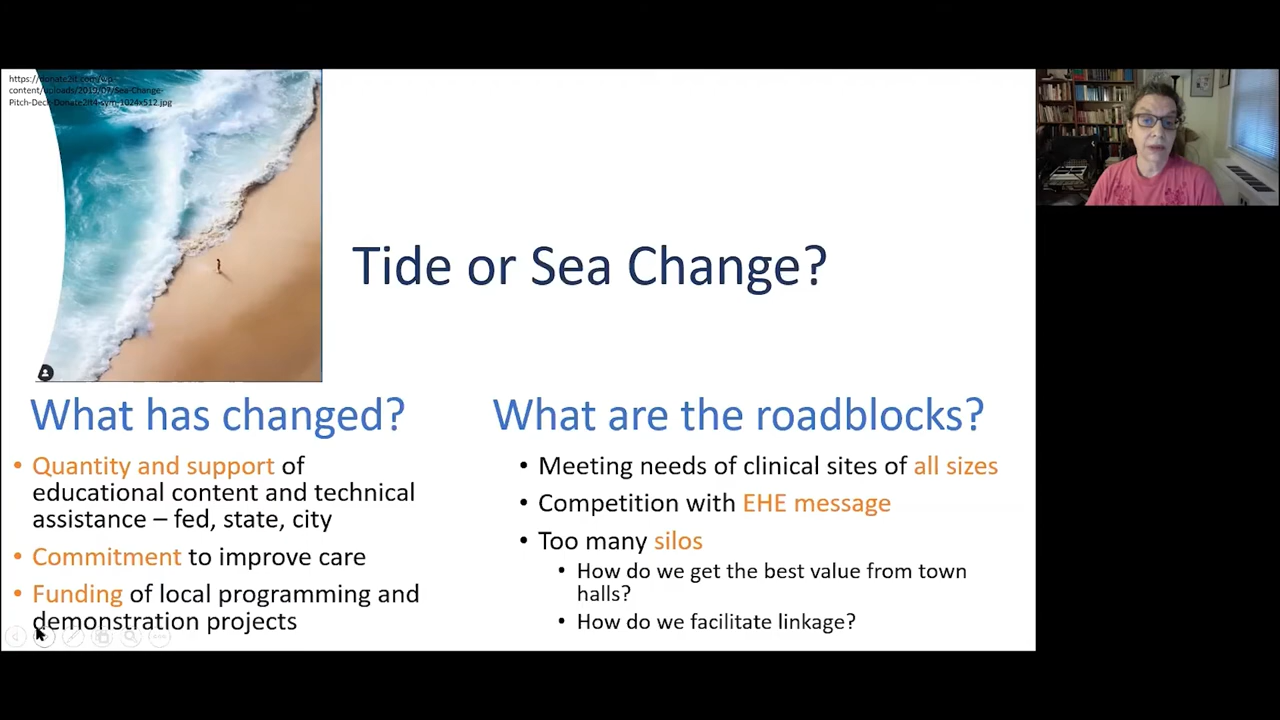 https://donate2it.com/wp-
content/uploads/2019/07/Sea-Change-
Pitch-Deck-Donate2it4-sym-1024x512.jpg
Tide or Sea Change?
What has changed?
• Quantity and support of
educational content and technical
assistance – fed, state, city
• Commitment to improve care
• Funding of local programming and
demonstration projects
What are the roadblocks?
• Meeting needs of clinical sites of all sizes
• Competition with EHE message
• Too many silos
• How do we get the best value from town
halls?
• How do we facilitate linkage?